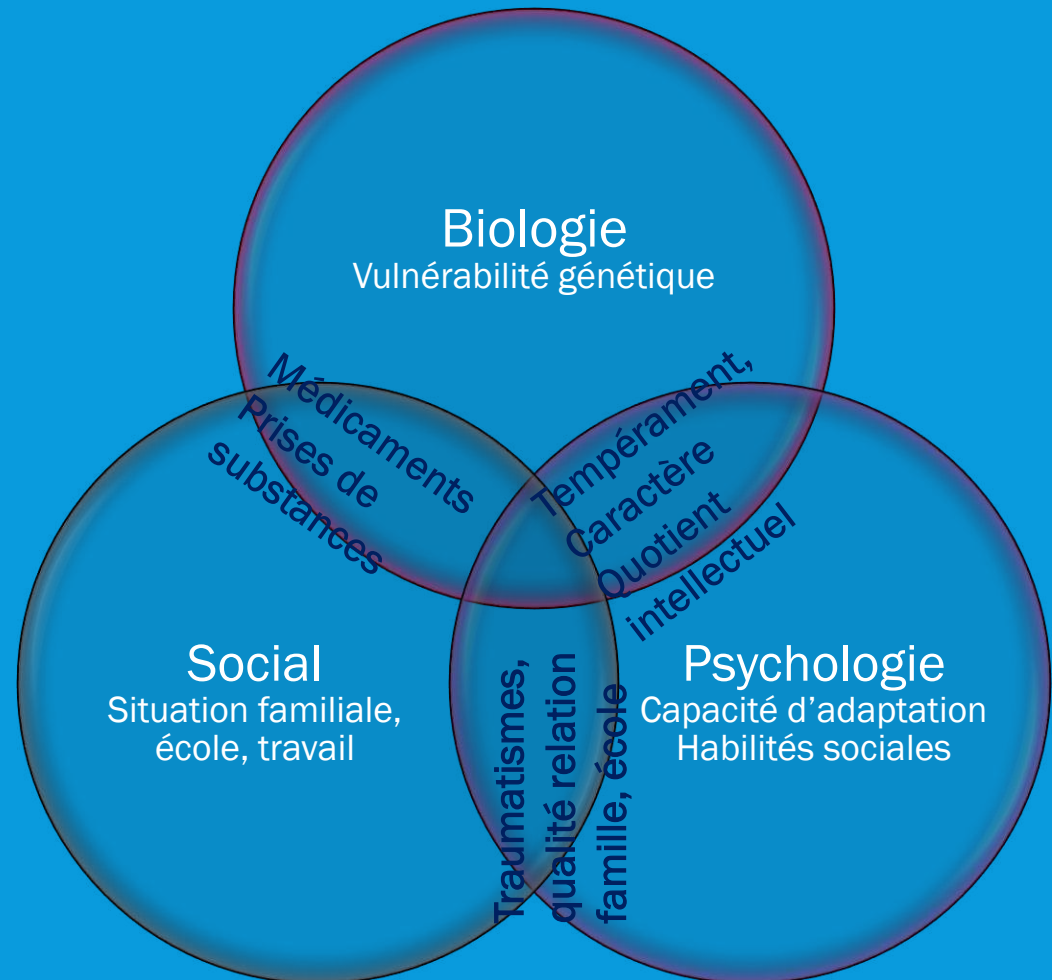 Biologie
Vulnérabilité génétique
Médicaments
Prises de
substances
Tempérament,
Caractère
Quotient
intellectuel
Social
Situation familiale,
école, travail
Psychologie
Capacité d’adaptation
Habilités sociales
Traumatismes,
qualité relation
famille, école